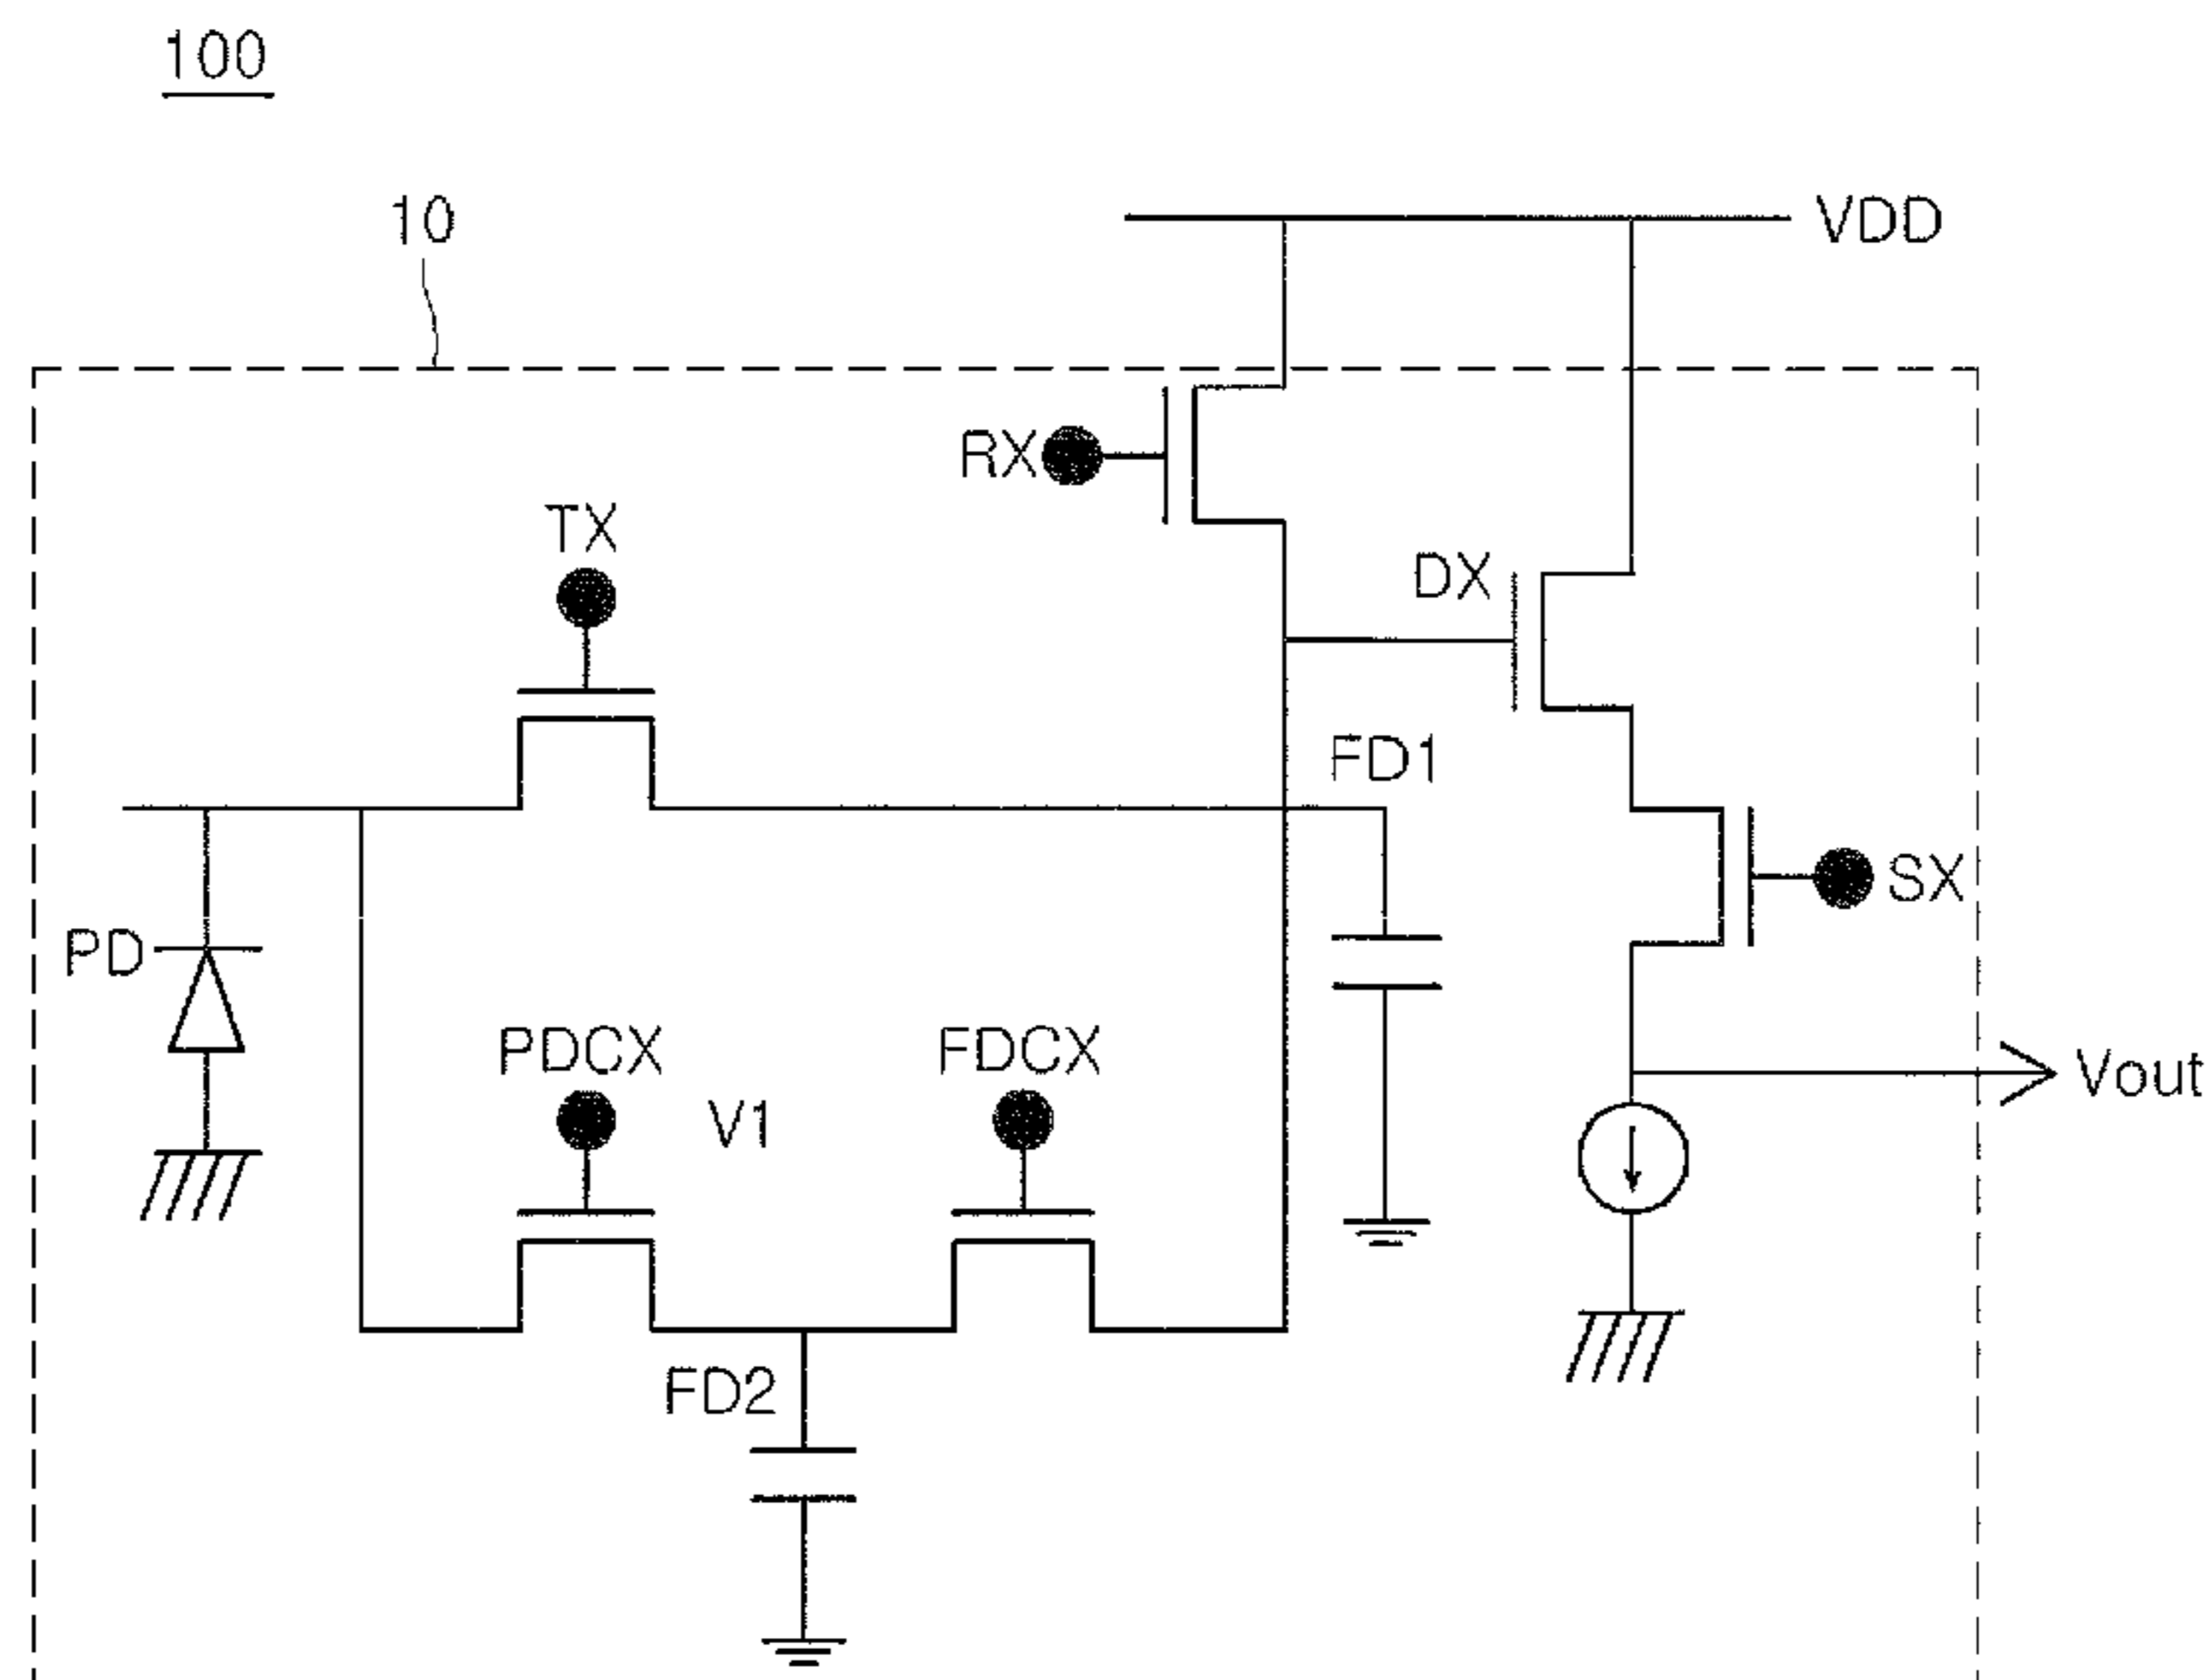 100
10
VDD
RX
TX
DX
FD1
SX
PD
PDCX
FDCX
V1
Vout
FD2